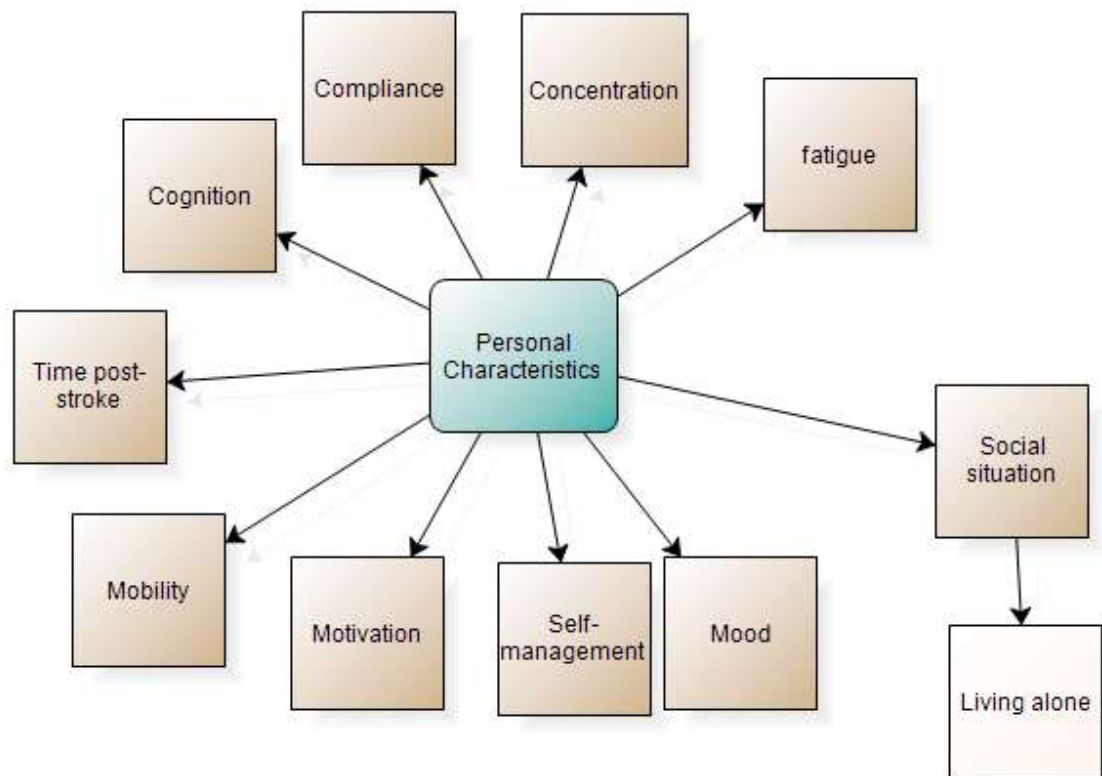 Compliance
Concentration
fatigue
Cognition
Personal
Characteristics
Time post-
stroke
Social
situation
Mobility
Motivation
Self-
management
Mood
Living alone